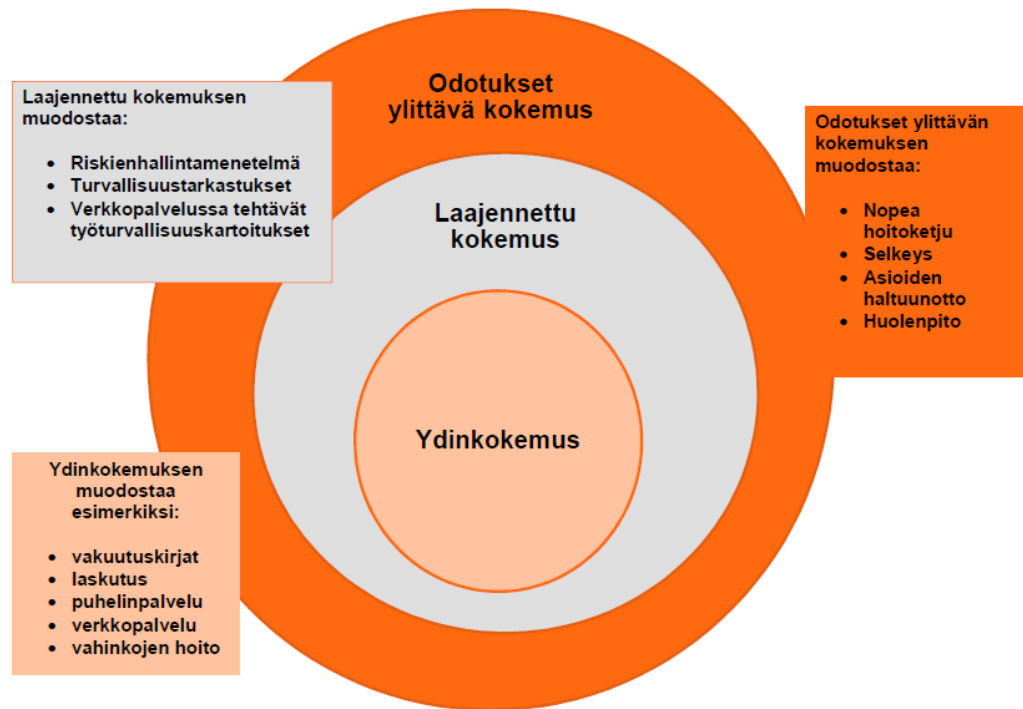 Odotukset
ylittävä kokemus
Laajennettu kokemuksen
muodostaa:
• Riskienhallintamenetelmä
• Turvallisuustarkastukset
• Verkkopalvelussa tehtävät
työturvallisuuskartoitukset
Odotukset ylittävän
kokemuksen
muodostaa:
• Nopea
hoitoketju
• Selkeys
• Asioiden
haltuunotto
• Huolenpito
Laajennettu
kokemus
Ydinkokemus
Ydinkokemuksen
muodostaa
esimerkiksi:
• vakuutuskirjat
• laskutus
• puhelinpalvelu
• verkkopalvelu
• vahinkojen hoito